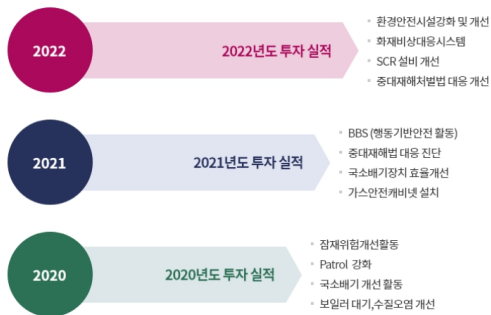 2022
2022년도 투자 실적
환경안전시설강화 및 개선
화재비상대응시스템
SCR 설비 개선
중대재해처벌법 대응 개선
2021
2021년도 투자 실적
BBS (행동기반안전 활동)
중대재해법 대응 진단
국소배기장치 효율개선
가스안전캐비넷 설치
2020
2020년도 투자 실적
잠재위험개선활동
Patrol 강화
국소배기 개선 활동
보일러 대기,수질오염 개선